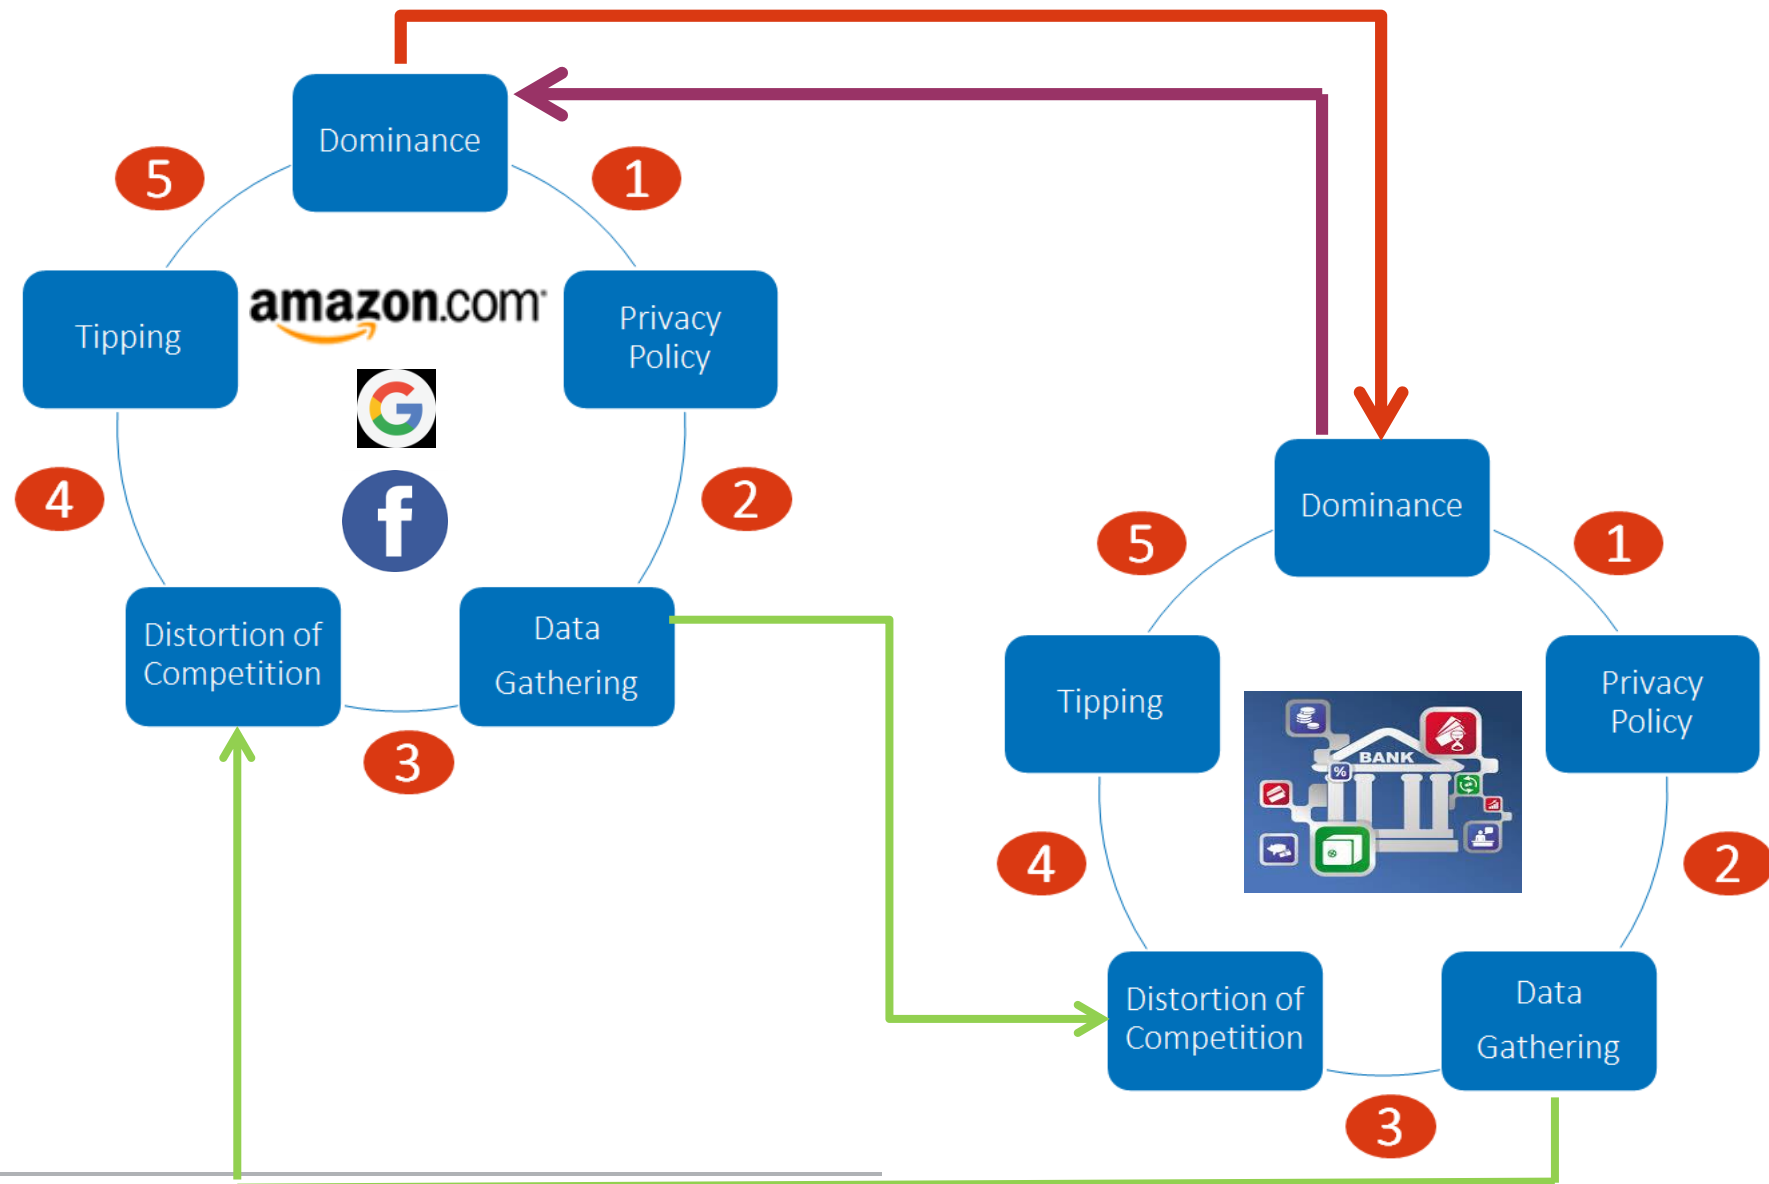 Dominance
5
1
amazon.com
Tipping
Privacy
Policy
G
f
4
2
Distortion of
Competition
Data
Gathering
3
Dominance
5
1
Tipping
Privacy
Policy
BANK
%
4
2
Distortion of
Competition
Data
Gathering
3